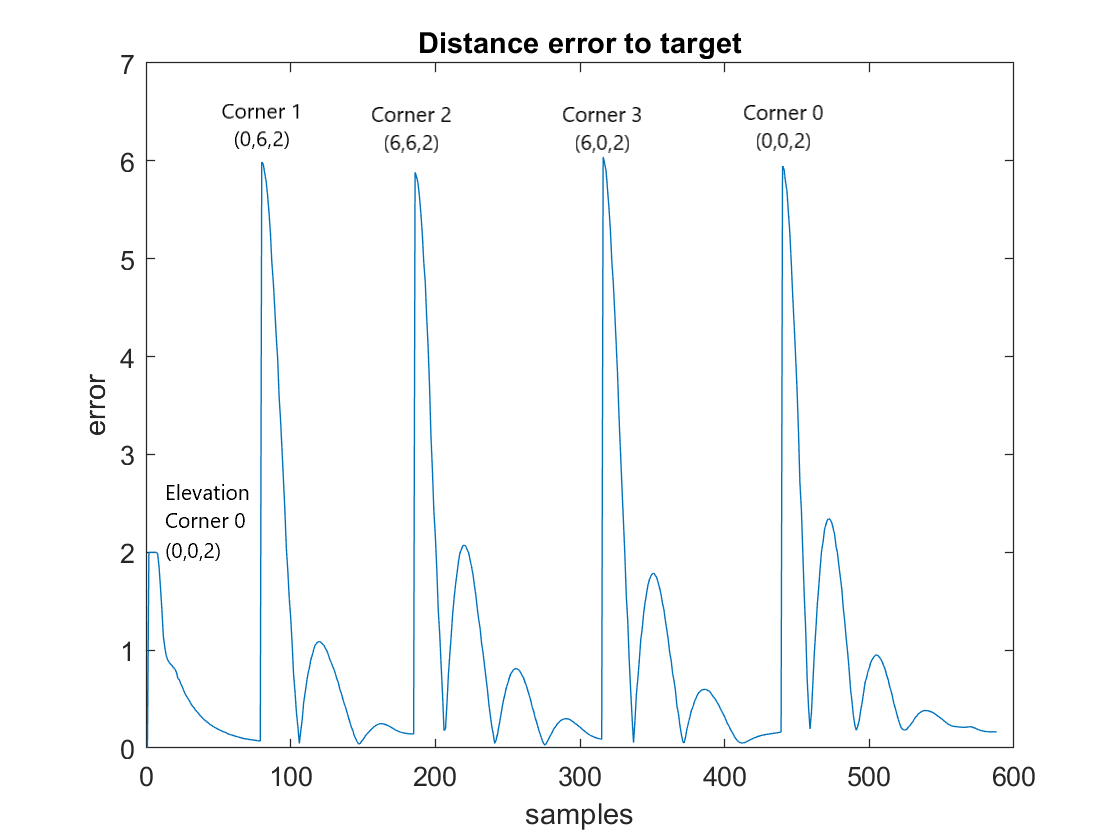 Distance error to target
7
6
5
4
3
2
1
0
error
Corner 1
(0,6,2)
Corner 2
(6,6,2)
Corner 3
(6,0,2)
Corner 0
(0,0,2)
Elevation
Corner 0
(0,0,2)
0 100 200 300 400 500 600
samples